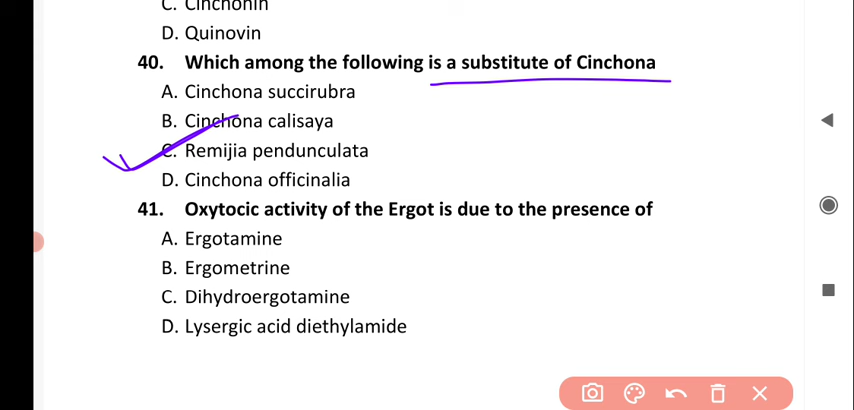 C. Cinchonin
D. Quinovin
40. Which among the following is a substitute of Cinchona
A. Cinchona succirubra
B. Cinchona calisaya
C. Remijia pendunculata
D. Cinchona officinalia
41. Oxytocic activity of the Ergot is due to the presence of
A. Ergotamine
B. Ergometrine
C. Dihydroergotamine
D. Lysergic acid diethylamide